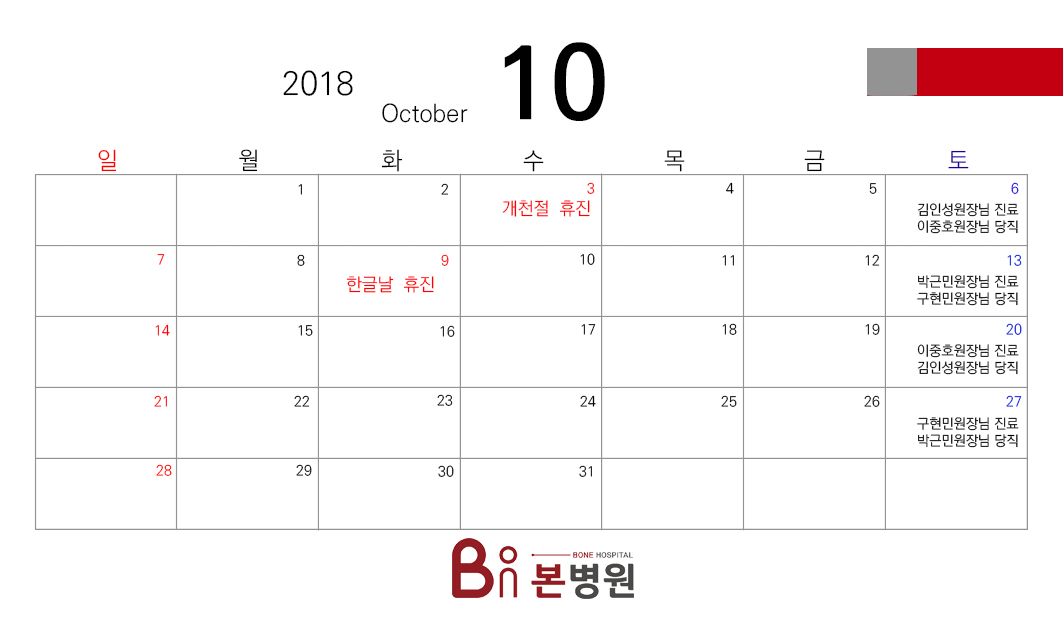 2018
October
10
일 월 화 수 목 금 토
1 2 3 4 5 6
개천절 휴진
김인성원장님 진료
이중호원장님 당직
7 8 9 10 11 12 13
한글날 휴진
박근민원장님 진료
구현민원장님 당직
14 15 16 17 18 19 20
이중호원장님 진료
김인성원장님 당직
21 22 23 24 25 26 27
구현민원장님 진료
박근민원장님 당직
28 29 30 31
Bon
BONE HOSPITAL
본병원